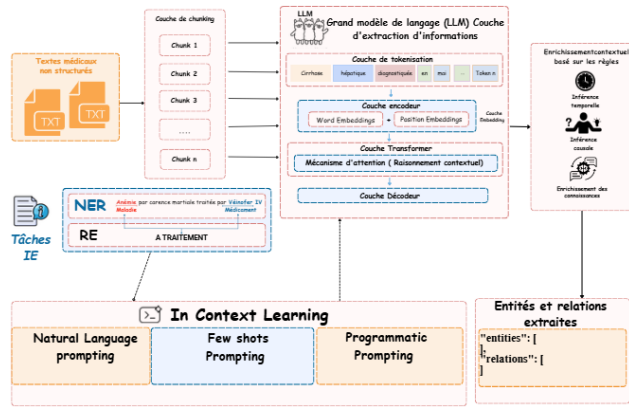 Textes médicaux
non structurés
TXT
TXT
Couche de chunking
Chunk 1
Chunk 2
Chunk 3
....
Chunk n
LLM
Grand modèle de langage (LLM) Couche
d'extraction d'informations
Couche de tokenisation
Cirrhose
hépatique
diagnostiquée
en
mai
...
Token n
Couche encodeur
Word Embeddings
+
Position Embeddings
Couche
Embedding
Couche Transformer
Mécanisme d'attention ( Raisonnement contextuel)
Couche Décodeur
Enrichissementcontextuel
basé sur les règles
Inférence
temporelle
Inférence
causale
Enrichissement des
connaissances
Tâches
IE
NER
Anémie par carence martiale traitée par Véinofer IV
Maladie
Médicament
RE
A TRAITEMENT
In Context Learning
Natural Language
prompting
Few shots
Prompting
Programmatic
Prompting
Entités et relations
extraites
"entities": [
],
"relations": [
]